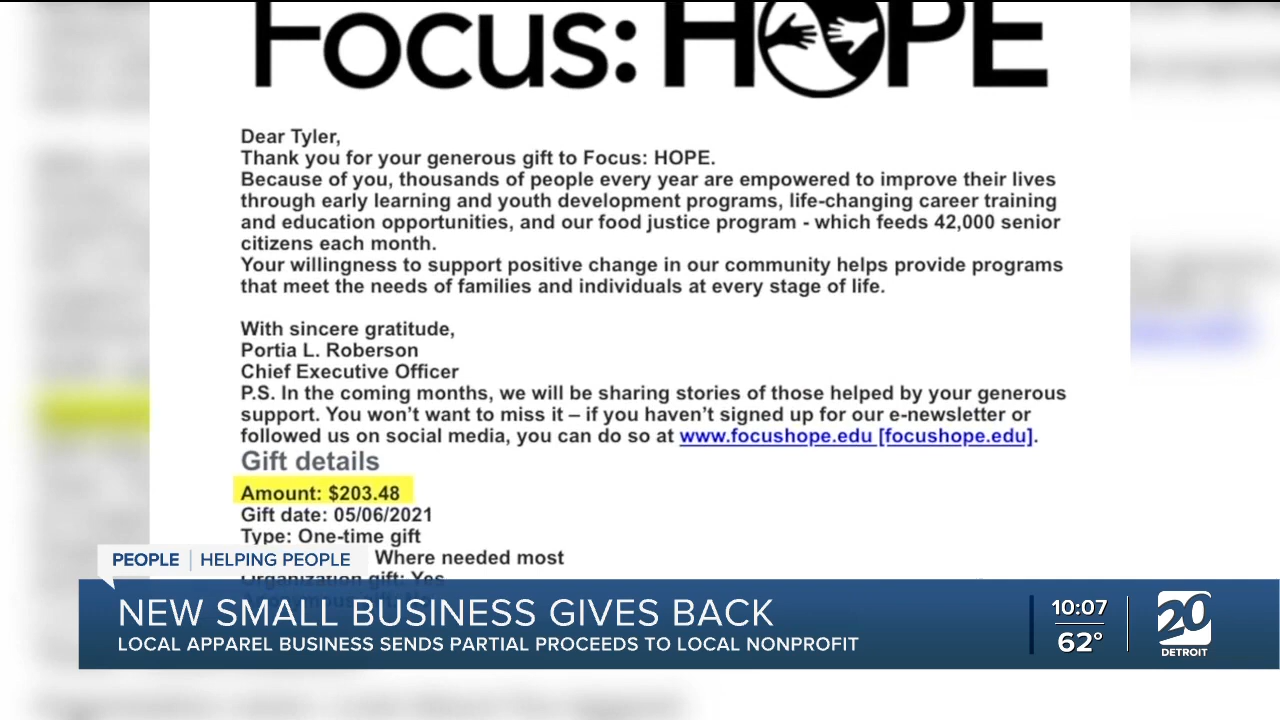 Focus: HOPE
Dear Tyler,
Thank you for your generous gift to Focus: HOPE.
Because of you, thousands of people every year are empowered to improve their lives
through early learning and youth development programs, life-changing career training
and education opportunities, and our food justice program - which feeds 42,000 senior
citizens each month.
Your willingness to support positive change in our community helps provide programs
that meet the needs of families and individuals at every stage of life.
With sincere gratitude,
Portia L. Roberson
Chief Executive Officer
P.S. In the coming months, we will be sharing stories of those helped by your generous
support. You won’t want to miss it – if you haven’t signed up for our e-newsletter or
followed us on social media, you can do so at www.focushope.edu [focushope.edu].
Gift details
Amount: $203.48
Gift date: 05/06/2021
Type: One-time gift
Where needed most
Organization gift: Yes
PEOPLE | HELPING PEOPLE
NEW SMALL BUSINESS GIVES BACK
LOCAL APPAREL BUSINESS SENDS PARTIAL PROCEEDS TO LOCAL NONPROFIT
10:07
62°
20
DETROIT